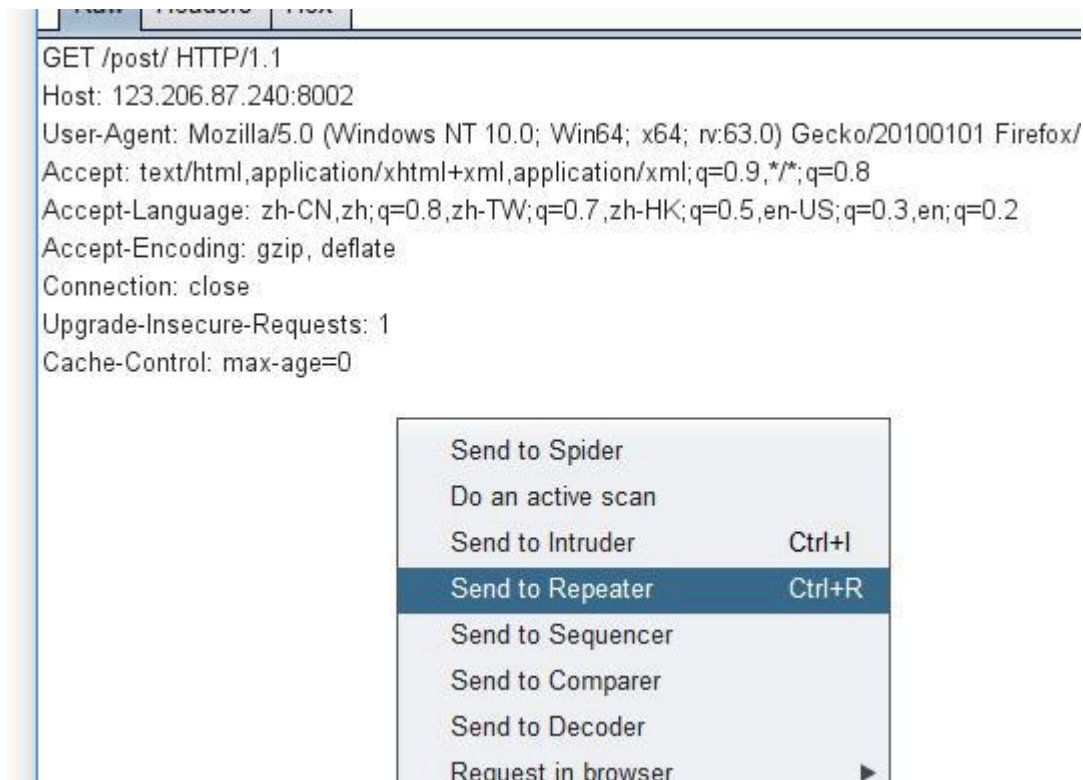 Raw Headers Hex
GET /post/ HTTP/1.1
Host: 123.206.87.240:8002
User-Agent: Mozilla/5.0 (Windows NT 10.0; Win64; x64; rv:63.0) Gecko/20100101 Firefox/
Accept: text/html,application/xhtml+xml,application/xml;q=0.9,*/*;q=0.8
Accept-Language: zh-CN,zh;q=0.8,zh-TW;q=0.7,zh-HK;q=0.5,en-US;q=0.3,en;q=0.2
Accept-Encoding: gzip, deflate
Connection: close
Upgrade-Insecure-Requests: 1
Cache-Control: max-age=0
Send to Spider
Do an active scan
Send to Intruder Ctrl+I
Send to Repeater Ctrl+R
Send to Sequencer
Send to Comparer
Send to Decoder
Request in browser